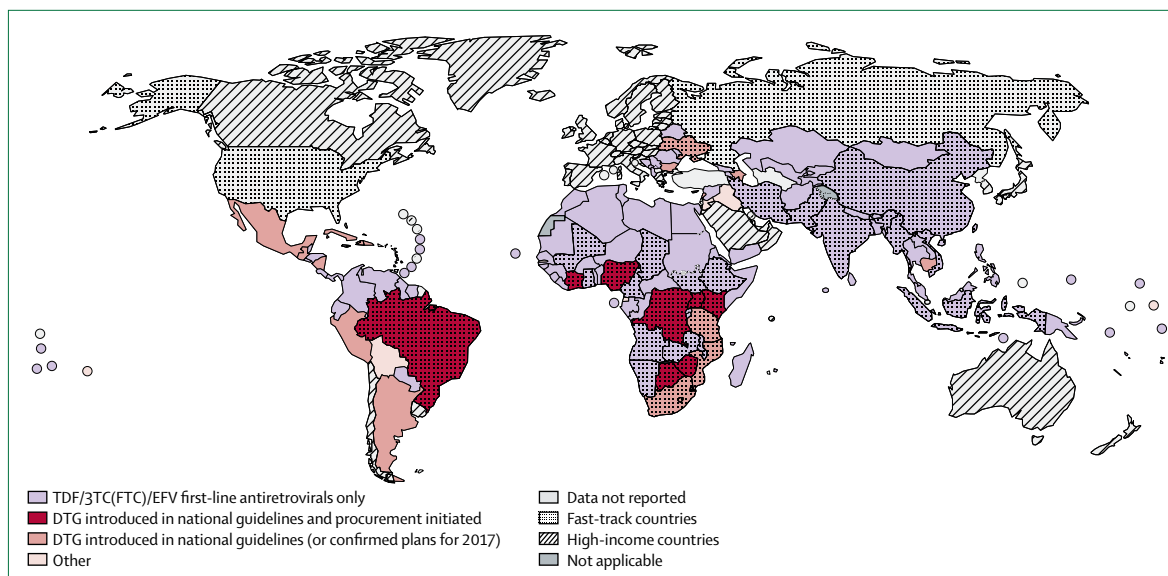 TDF/3TC(FTC)/EFV first-line antiretrovirals only
DTG introduced in national guidelines and procurement initiated
DTG introduced in national guidelines (or confirmed plans for 2017)
Other
Data not reported
Fast-track countries
High-income countries
Not applicable